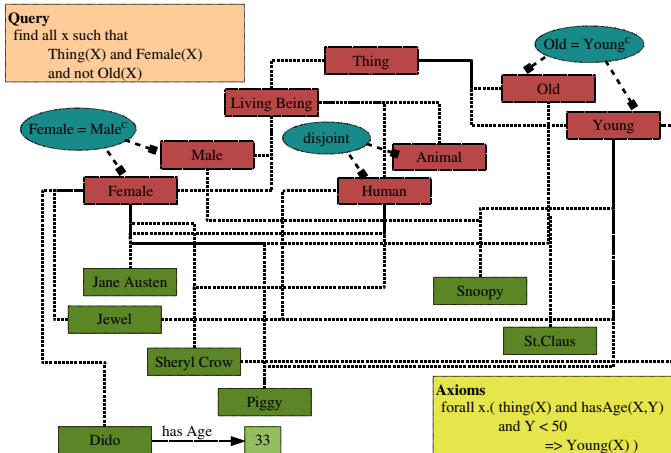 Query
find all x such that
Thing(X) and Female(X)
and not Old(X)
Thing
Old = Young^C
Old
Living Being
Young
Female = Male^C
Male
disjoint
Animal
Female
Human
Jane Austen
Snoopy
Jewel
St.Claus
Sheryl Crow
Piggy
Dido
has Age
33
Axioms
forall x.( thing(X) and hasAge(X,Y)
and Y < 50
=> Young(X) )